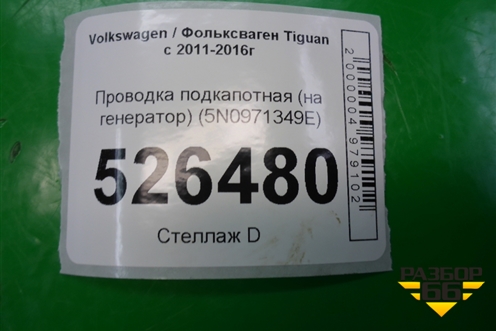 Volkswagen / Фольксваген Tiguan
с 2011-2016г
Проводка подкапотная (на
генератор) (5N0971349E)
526480
Стеллаж D
2000004979102
РАЗБОР
66